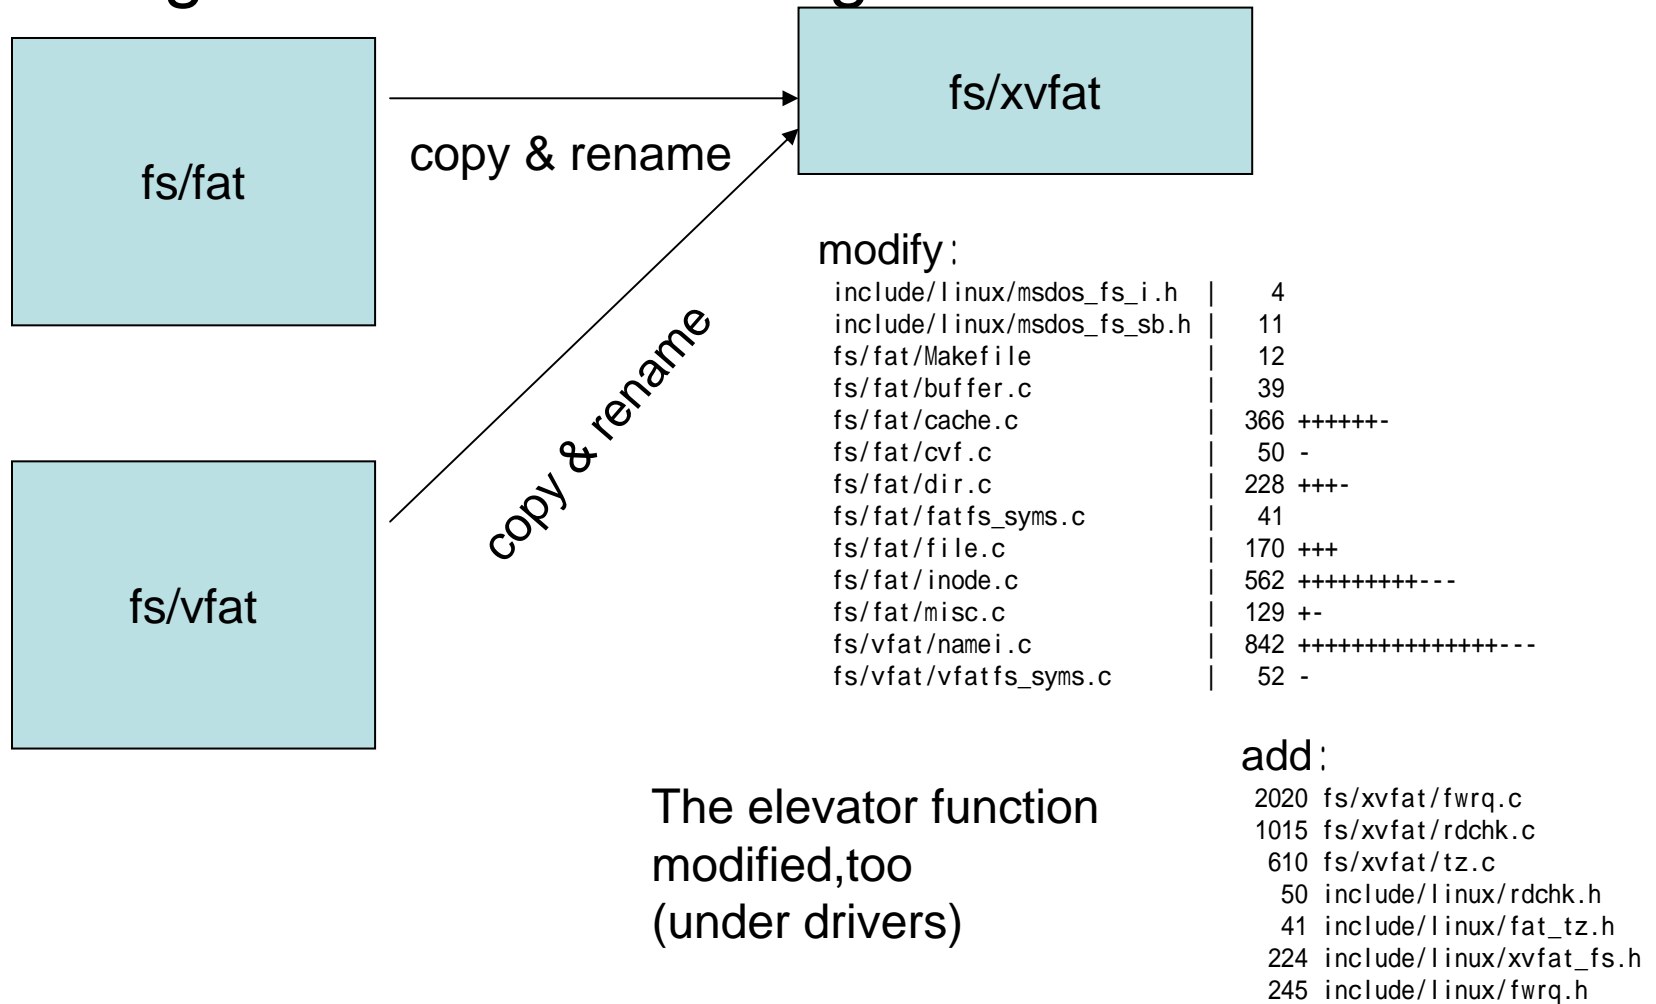 fs/fat
copy & rename
fs/xvfat
copy & rename
fs/vfat
modify:
include/linux/msdos_fs_i.h | 4
include/linux/msdos_fs_sb.h | 11
fs/fat/Makefile | 12
fs/fat/buffer.c | 39
fs/fat/cache.c | 366 ++++++-
fs/fat/cvf.c | 50 -
fs/fat/dir.c | 228 +++-
fs/fat/fatfs_syms.c | 41
fs/fat/file.c | 170 +++
fs/fat/inode.c | 562 +++++++++---
fs/fat/misc.c | 129 +-
fs/vfat/namei.c | 842 +++++++++++++++---
fs/vfat/vfatfs_syms.c | 52 -
The elevator function
modified,too
(under drivers)
add:
2020 fs/xvfat/fwrq.c
1015 fs/xvfat/rdchk.c
610 fs/xvfat/tz.c
50 include/linux/rdchk.h
41 include/linux/fat_tz.h
224 include/linux/xvfat_fs.h
245 include/linux/fwrq.h